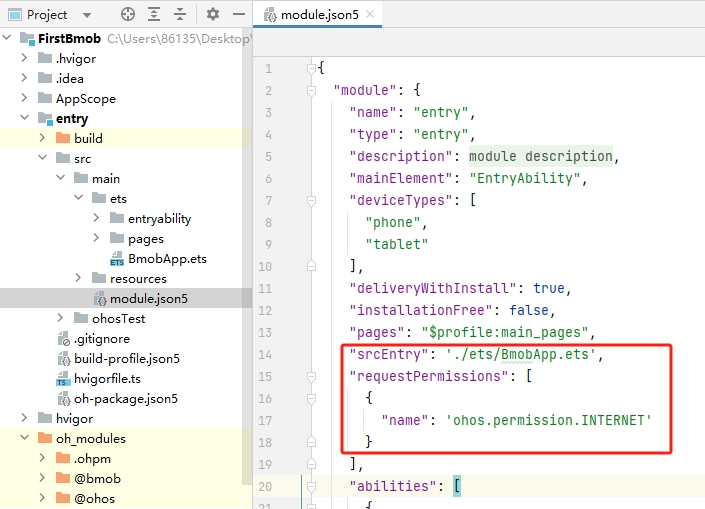 Project
module.json5
FirstBmob C:\Users\86135\Desktop\
.hvigor
.idea
AppScope
entry
build
src
main
ets
entryability
pages
BmobApp.ets
resources
module.json5
ohosTest
.gitignore
build-profile.json5
hvigorfile.ts
oh-package.json5
hvigor
oh_modules
.ohpm
@bmob
@ohos
1 {
2 "module": {
3 "name": "entry",
4 "type": "entry",
5 "description": module description,
6 "mainElement": "EntryAbility",
7 "deviceTypes": [
8 "phone",
9 "tablet"
10 ],
11 "deliveryWithInstall": true,
12 "installationFree": false,
13 "pages": "$profile:main_pages",
14 "srcEntry": './ets/BmobApp.ets',
15 "requestPermissions": [
16 {
17 "name": 'ohos.permission.INTERNET'
18 }
19 ],
20 "abilities": [
21 {